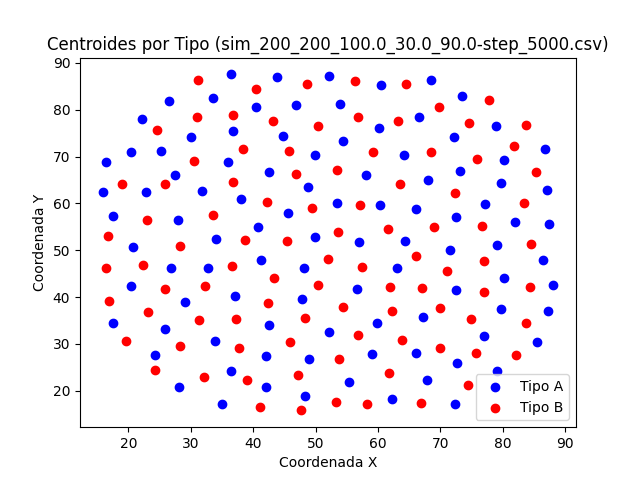 Centroides por Tipo (sim_200_200_100.0_30.0_90.0-step_5000.csv)
90
80
70
60
50
40
30
20
Coordenada Y
20 30 40 50 60 70 80 90
Coordenada X
Tipo A
Tipo B